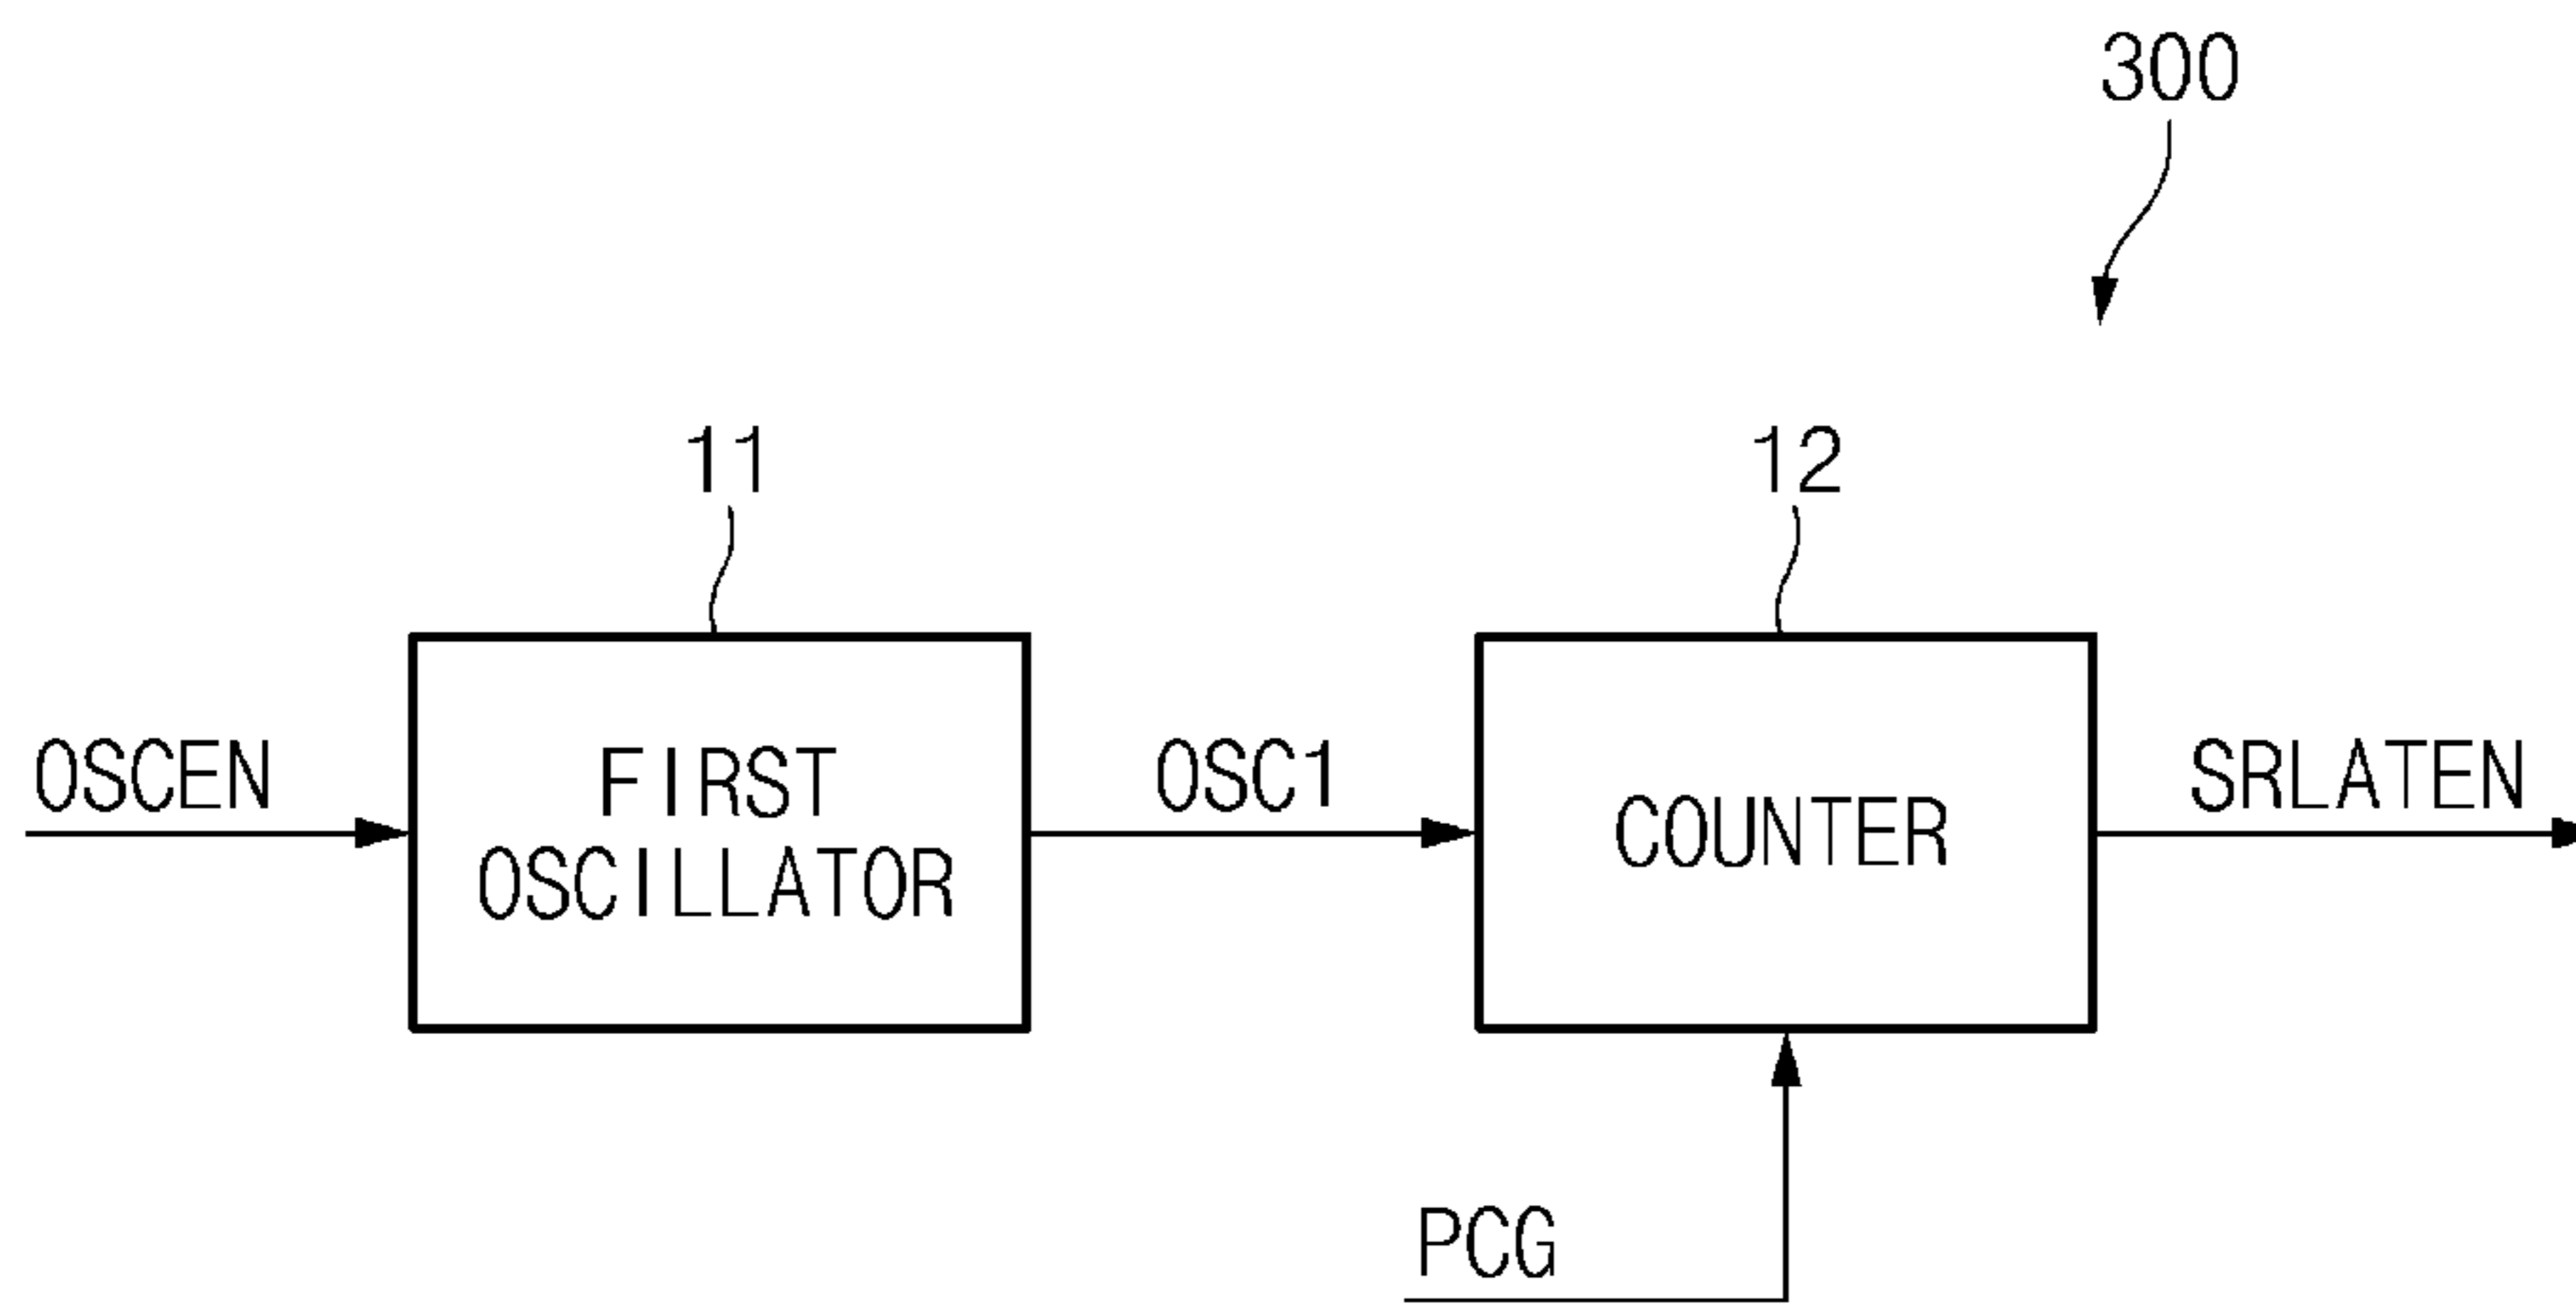 300
11
12
OSCEN
FIRST
OSCILLATOR
OSC1
COUNTER
SRLATEN
PCG